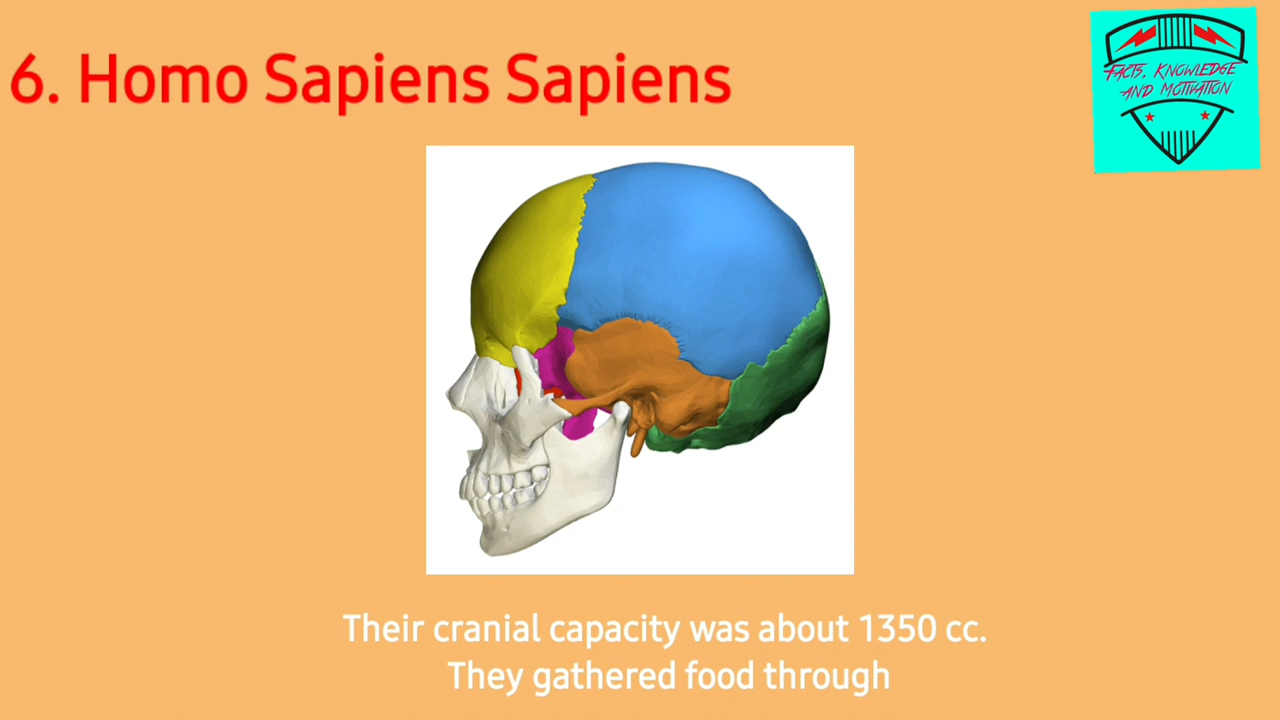 6. Homo Sapiens Sapiens
FACTS, KNOWLEDGE
AND MOTIVATION
Their cranial capacity was about 1350 cc.
They gathered food through